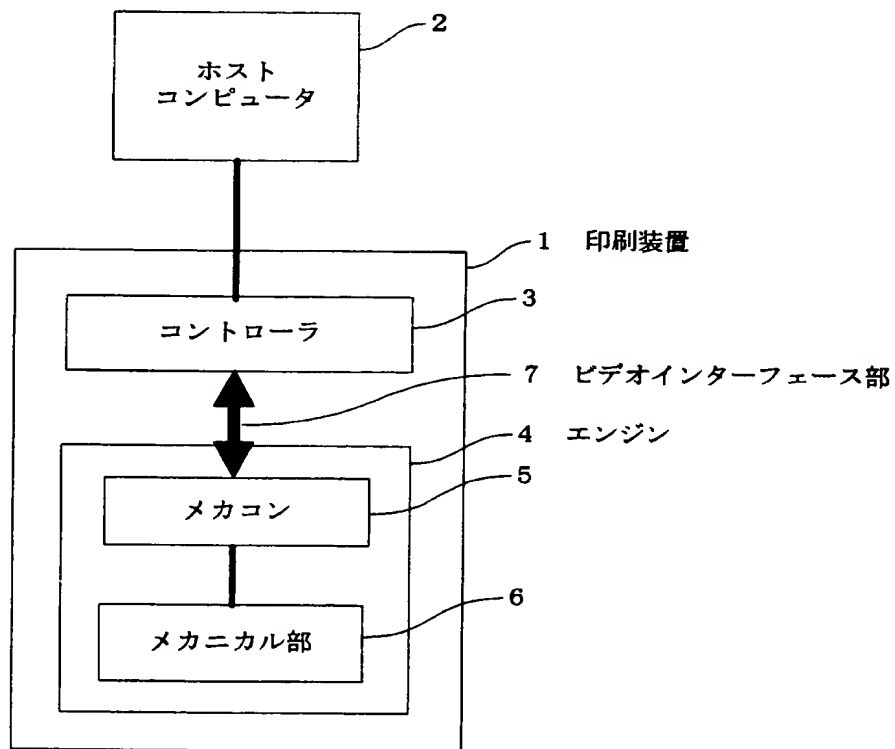 2
ホスト
コンピュータ
1 印刷装置
3
コントローラ
7 ビデオインターフェース部
4 エンジン
5
メカコン
6
メカニカル部